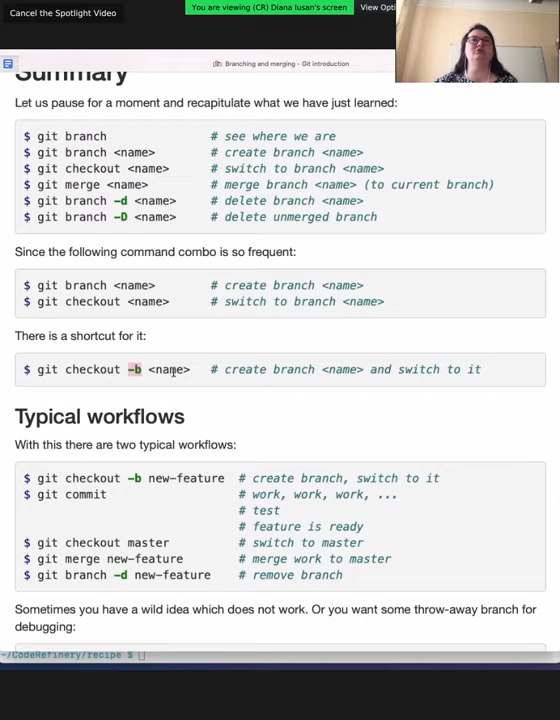 Cancel the Spotlight Video
You are viewing (CR) Diana Iusan's screen
View Opti
Branching and merging - Git introduction
Summary
Let us pause for a moment and recapitulate what we have just learned:
$ git branch # see where we are
$ git branch <name> # create branch <name>
$ git checkout <name> # switch to branch <name>
$ git merge <name> # merge branch <name> (to current branch)
$ git branch -d <name> # delete branch <name>
$ git branch -D <name> # delete unmerged branch
Since the following command combo is so frequent:
$ git branch <name> # create branch <name>
$ git checkout <name> # switch to branch <name>
There is a shortcut for it:
$ git checkout -b <name> # create branch <name> and switch to it
Typical workflows
With this there are two typical workflows:
$ git checkout -b new-feature # create branch, switch to it
$ git commit # work, work, work, ...
# test
# feature is ready
$ git checkout master # switch to master
$ git merge new-feature # merge work to master
$ git branch -d new-feature # remove branch
Sometimes you have a wild idea which does not work. Or you want some throw-away branch for
debugging:
~/CodeRefinery/recipe $